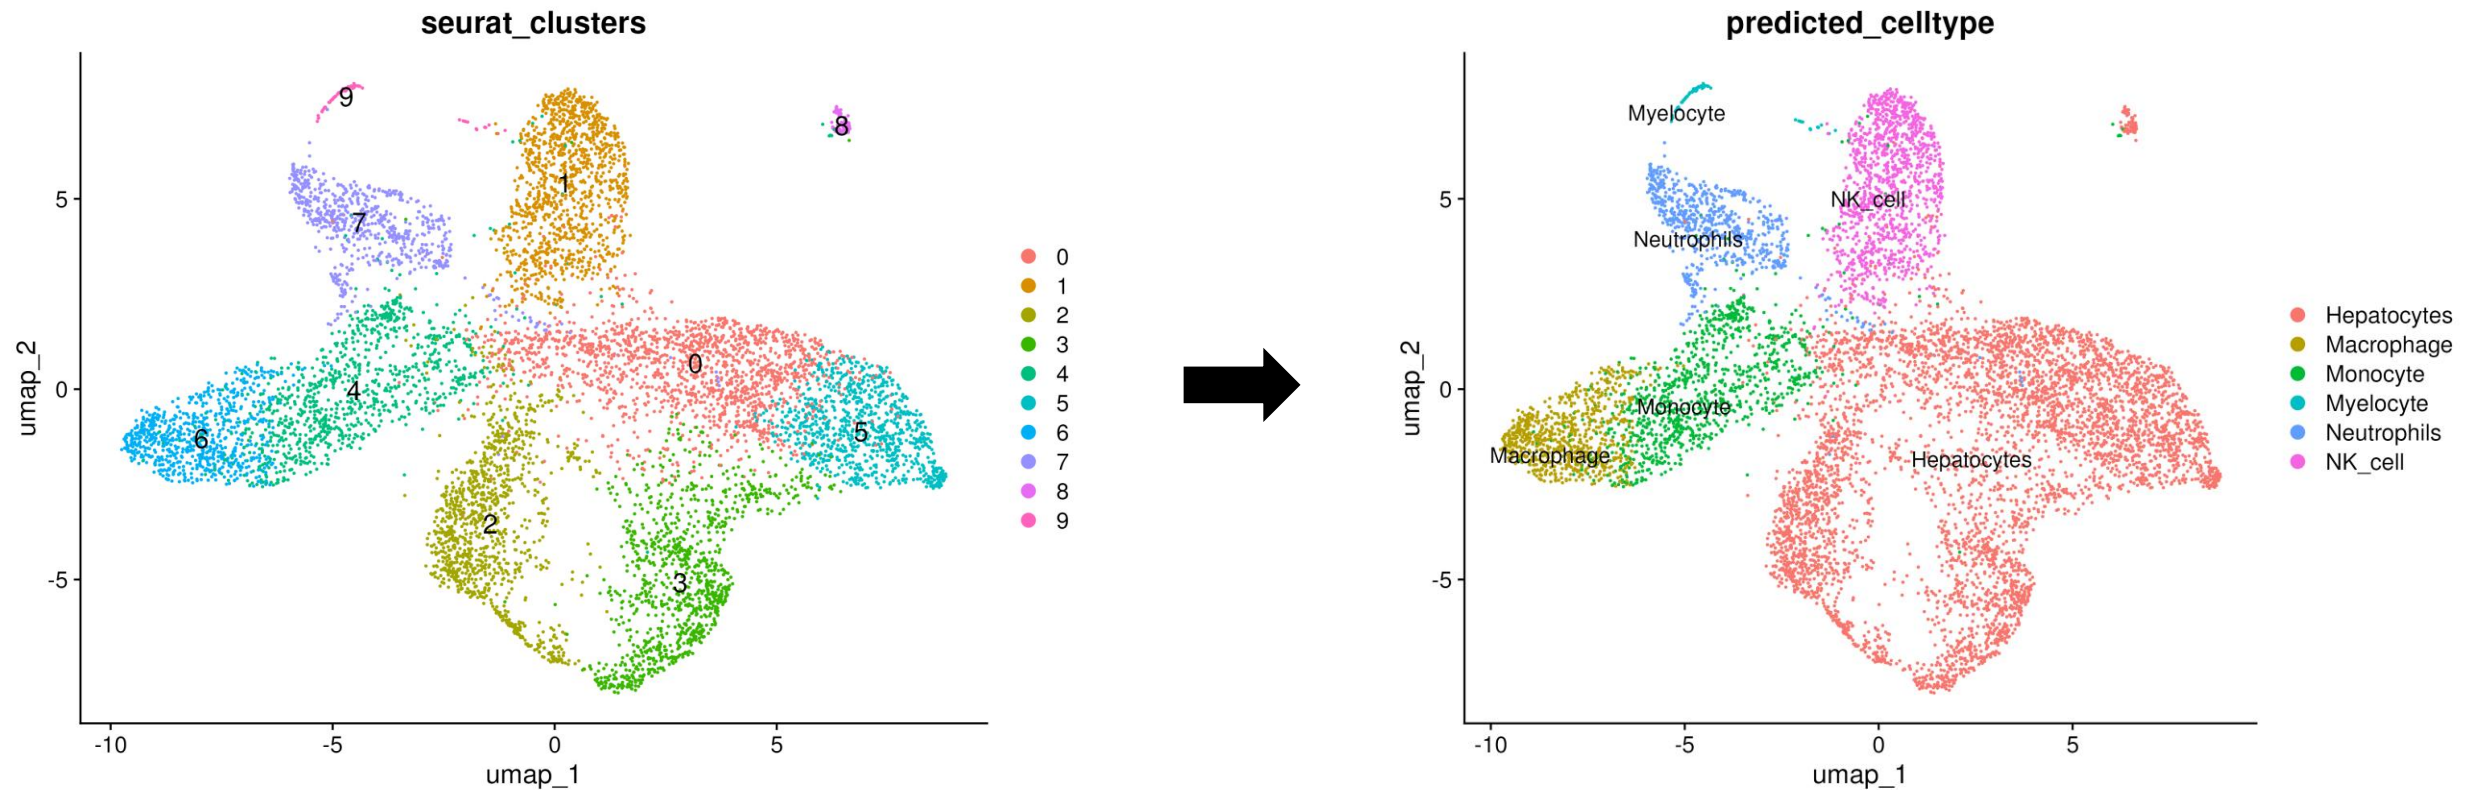 seurat_clusters
umap_2
5
0
-5
-10
-5
0
5
umap_1
9
8
1
7
0
4
5
6
2
3
0
1
2
3
4
5
6
7
8
9
predicted_celltype
umap_2
5
0
-5
-10
-5
0
5
umap_1
Myelocyte
NK_cell
Neutrophils
Monocyte
Macrophage
Hepatocytes
Hepatocytes
Macrophage
Monocyte
Myelocyte
Neutrophils
NK_cell